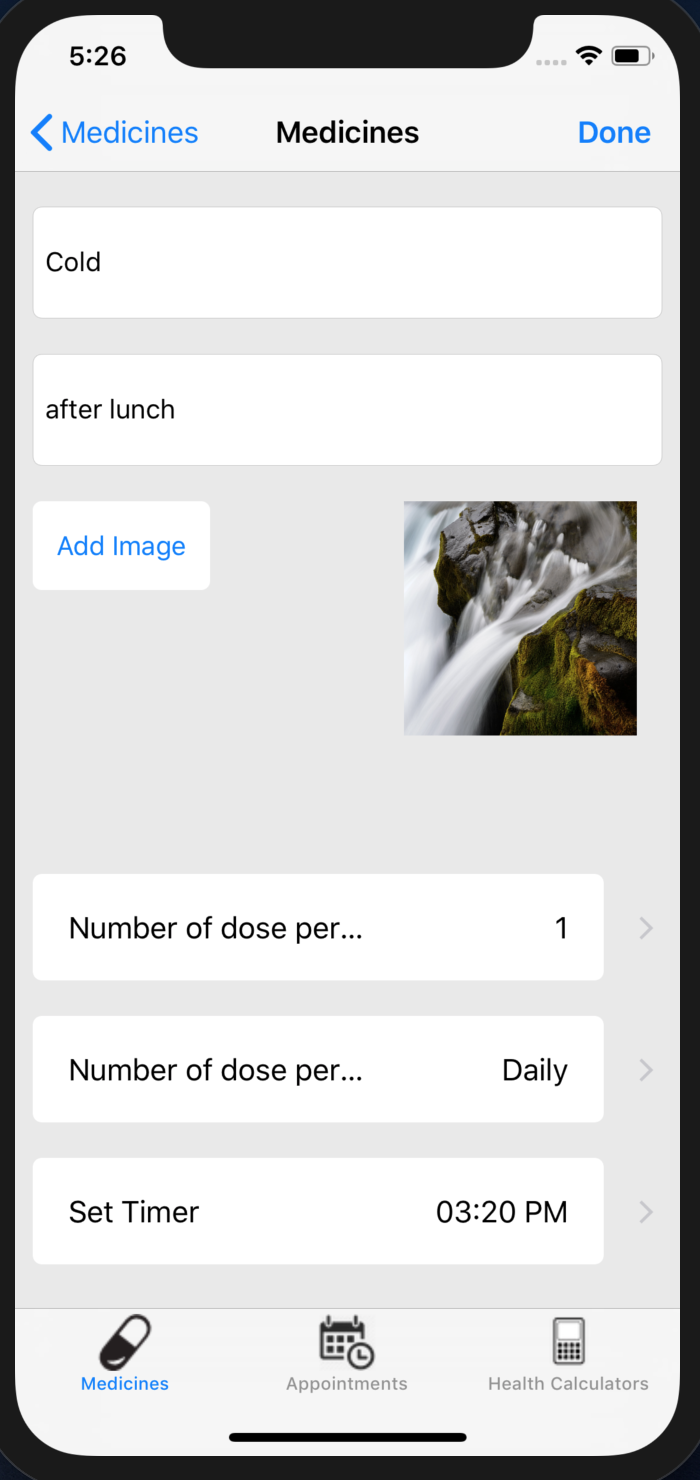 5:26
Medicines Medicines Done
Cold
after lunch
Add Image
Number of dose per... 1
Number of dose per... Daily
Set Timer 03:20 PM
Medicines Appointments Health Calculators